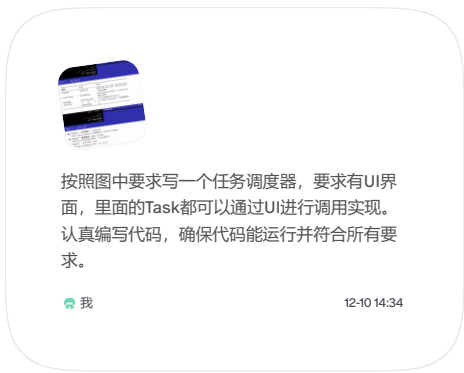 按照图中要求写一个任务调度器，要求有UI界
面，里面的Task都可以通过UI进行调用实现。
认真编写代码，确保代码能运行并符合所有要
求。
我
12-10 14:34